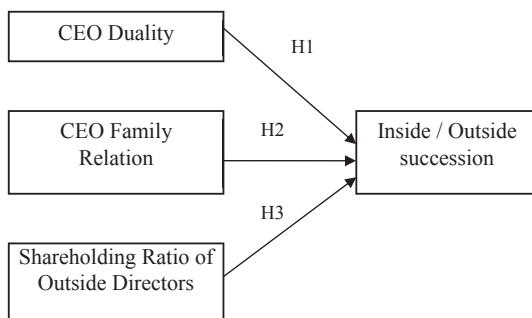 CEO Duality
H1
CEO Family
Relation
H2
Inside / Outside
succession
H3
Shareholding Ratio of
Outside Directors